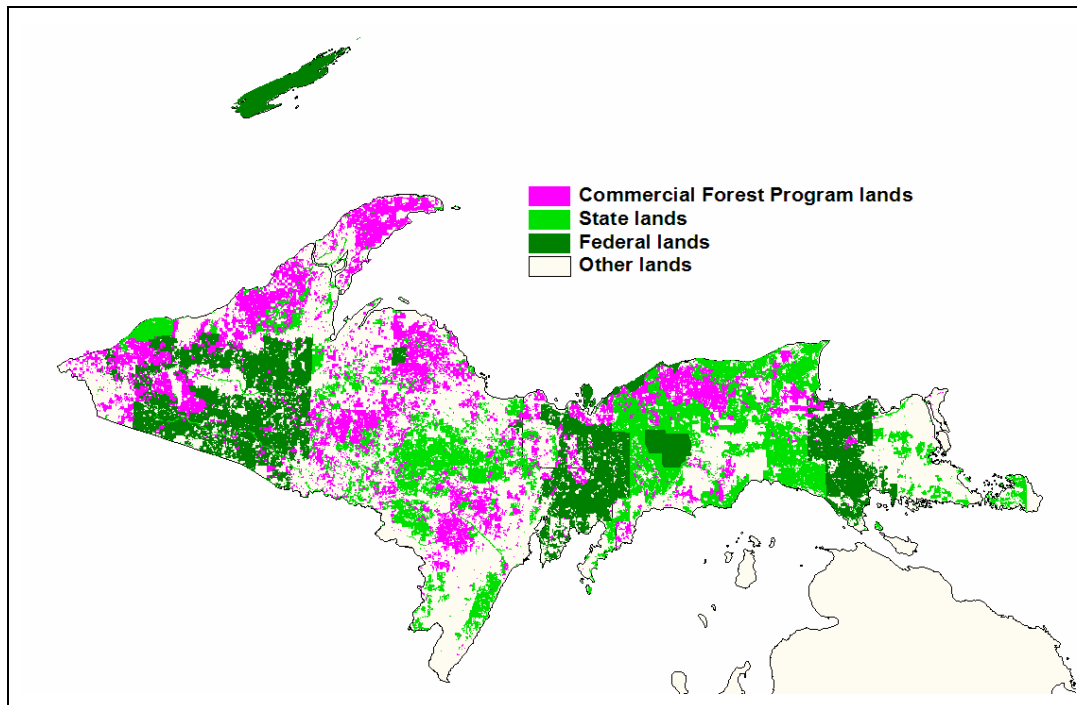 Commercial Forest Program lands
State lands
Federal lands
Other lands